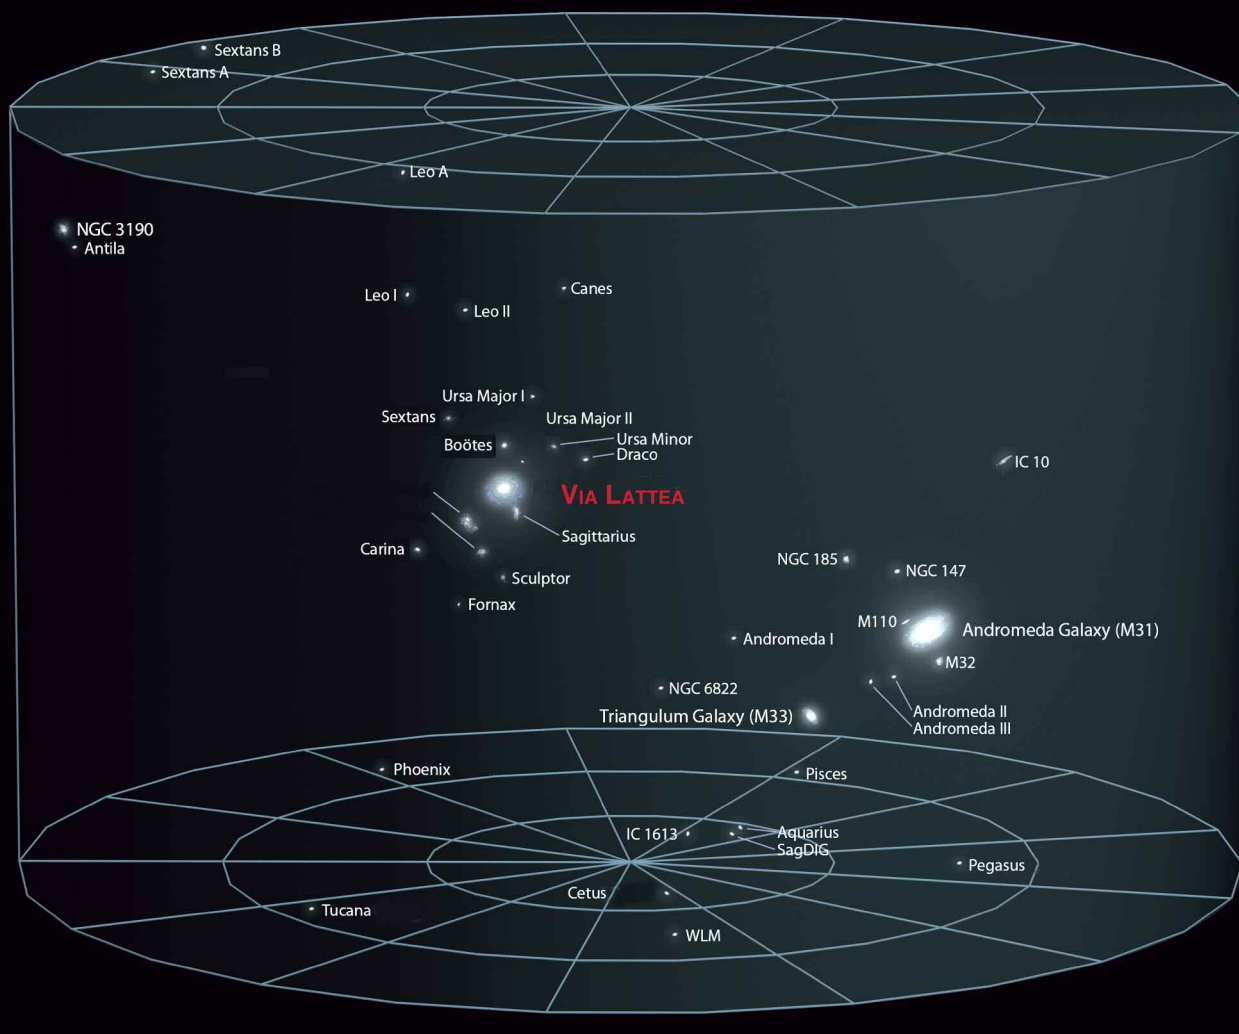 Sextans B
Sextans A
Leo A
NGC 3190
Antila
Canes
Leo I
Leo II
Ursa Major I
Sextans
Ursa Major II
Ursa Minor
Boötes
Draco
IC 10
VIA LATTEA
Sagittarius
Carina
NGC 185
NGC 147
Sculptor
Fornax
M110
Andromeda Galaxy (M31)
Andromeda I
M32
NGC 6822
Andromeda II
Triangulum Galaxy (M33)
Andromeda III
Phoenix
Pisces
IC 1613
Aquarius
SagDIG
Pegasus
Cetus
Tucana
WLM